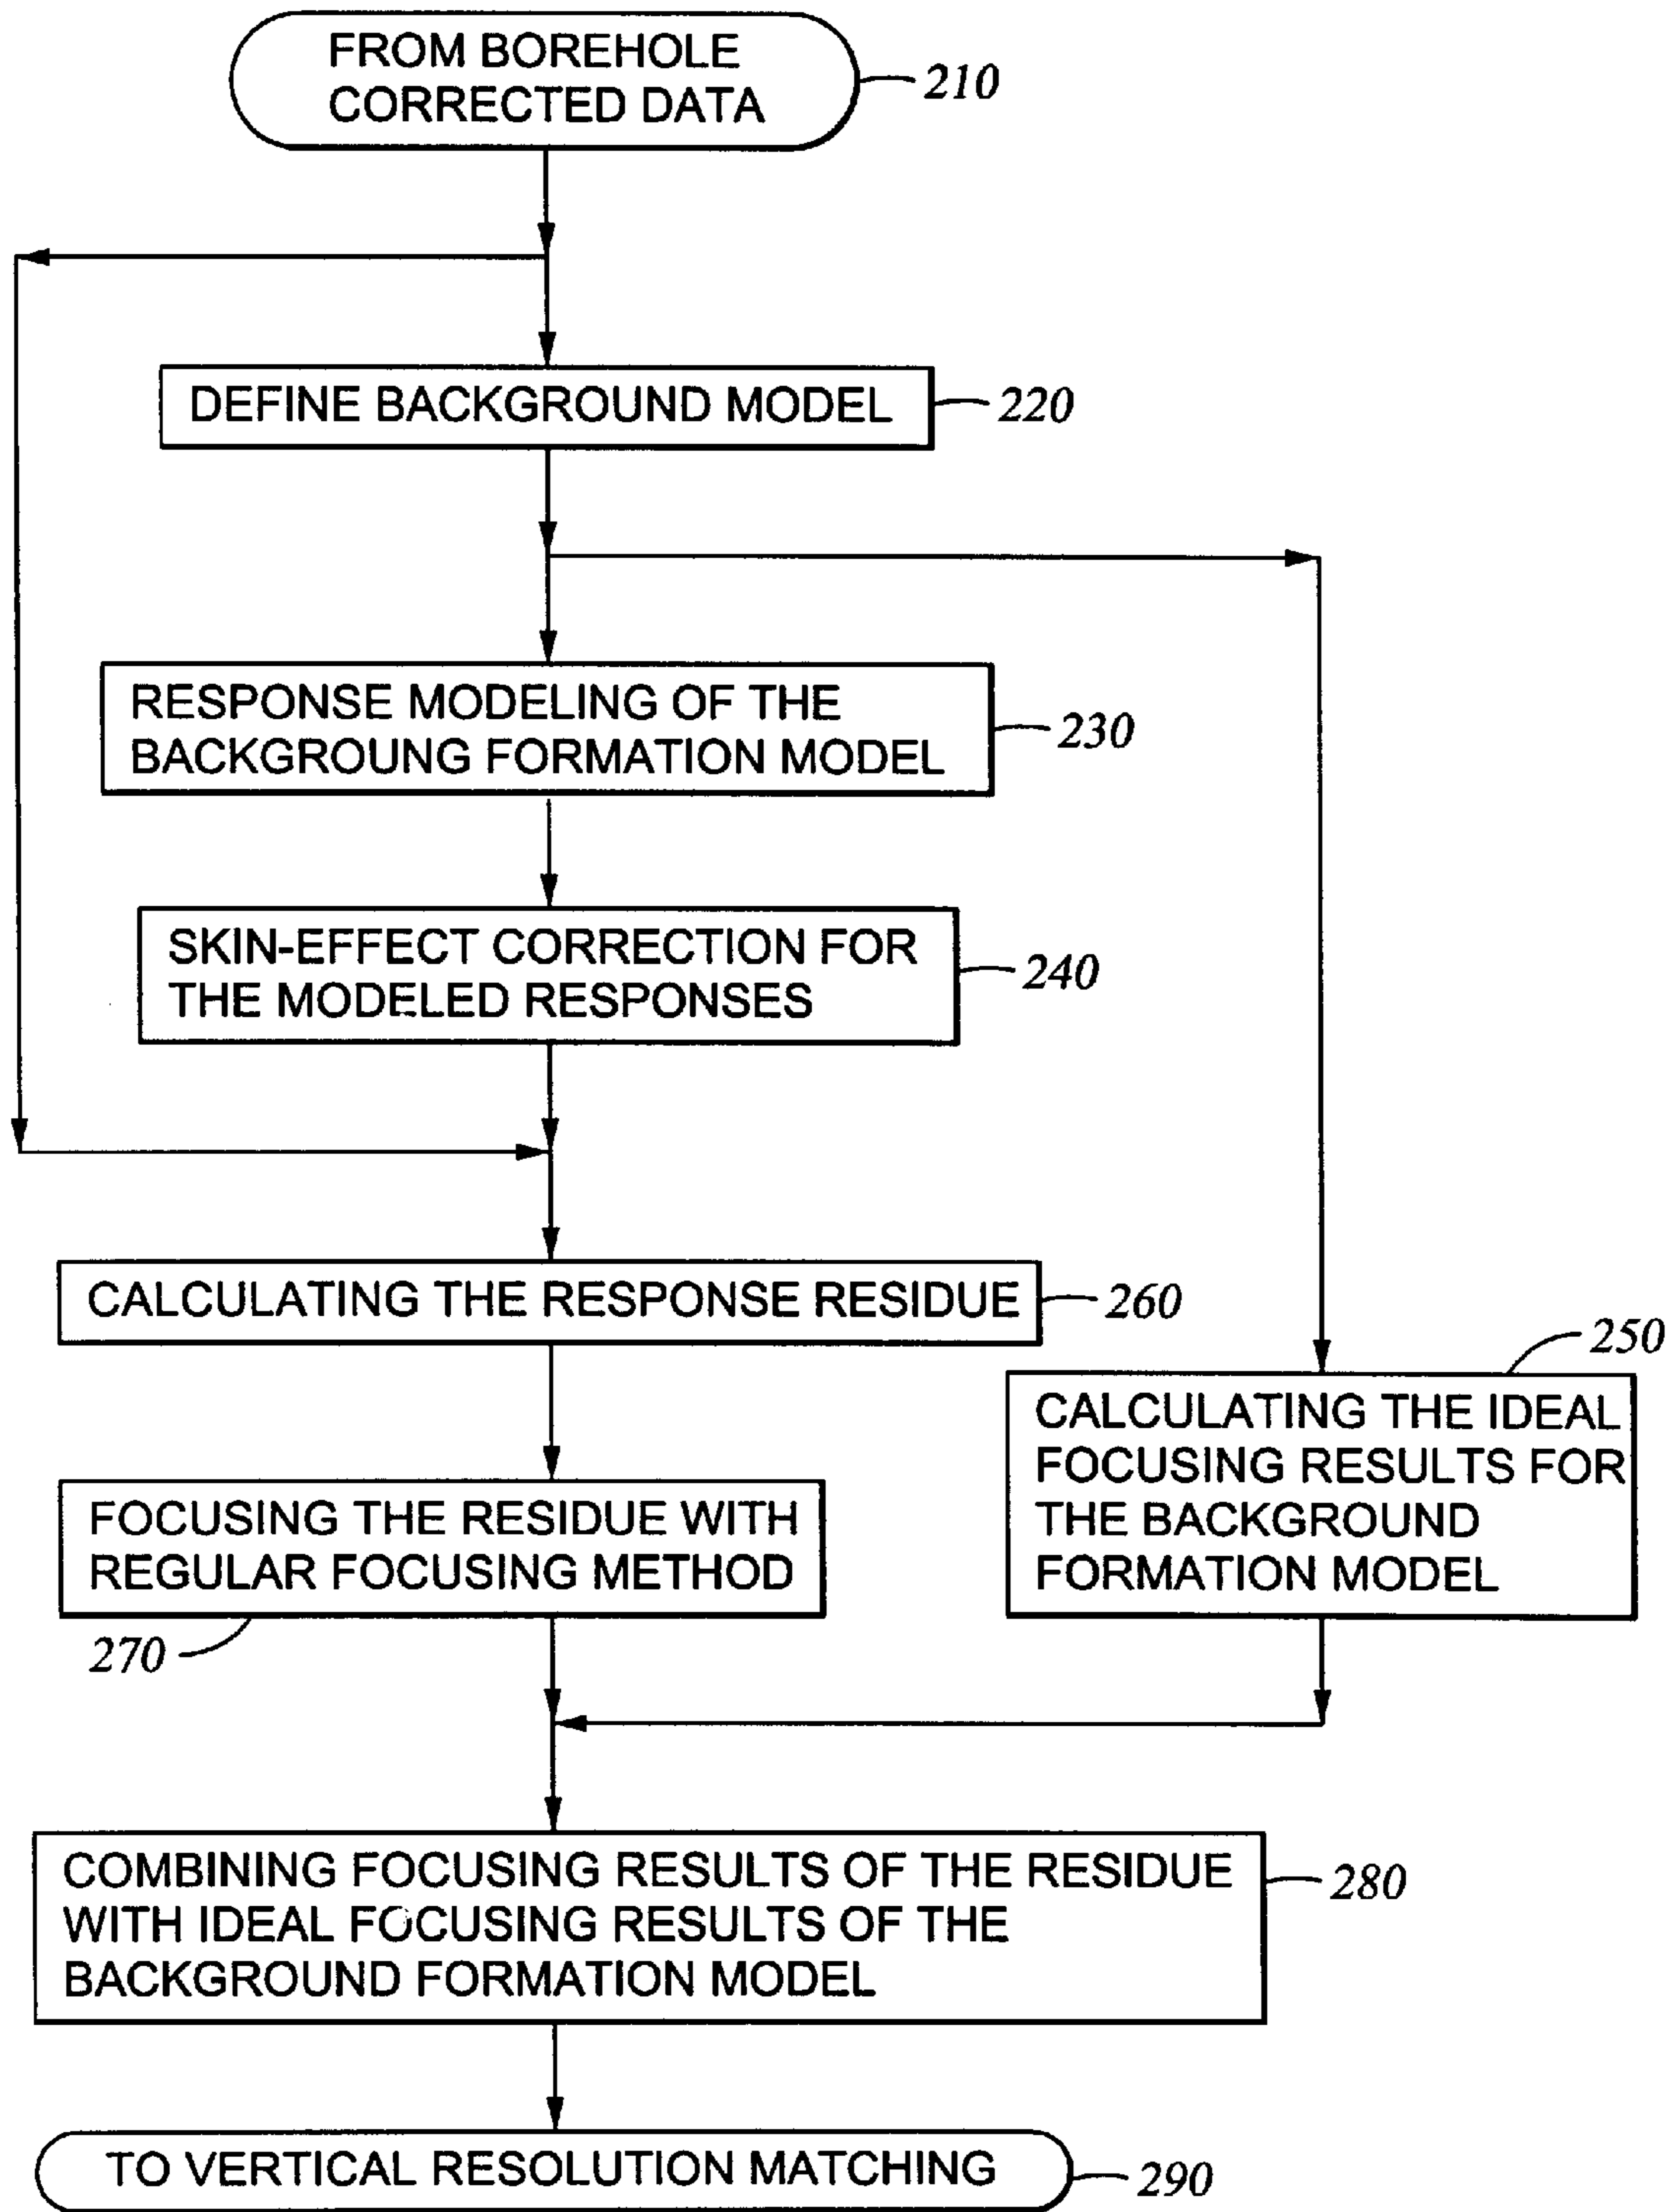 FROM BOREHOLE
CORRECTED DATA
210
DEFINE BACKGROUND MODEL
220
RESPONSE MODELING OF THE
BACKGROUNG FORMATION MODEL
230
SKIN-EFFECT CORRECTION FOR
THE MODELED RESPONSES
240
CALCULATING THE RESPONSE RESIDUE
260
250
CALCULATING THE IDEAL
FOCUSING RESULTS FOR
THE BACKGROUND
FORMATION MODEL
FOCUSING THE RESIDUE WITH
REGULAR FOCUSING METHOD
270
COMBINING FOCUSING RESULTS OF THE RESIDUE
WITH IDEAL FOCUSING RESULTS OF THE
BACKGROUND FORMATION MODEL
280
TO VERTICAL RESOLUTION MATCHING
290